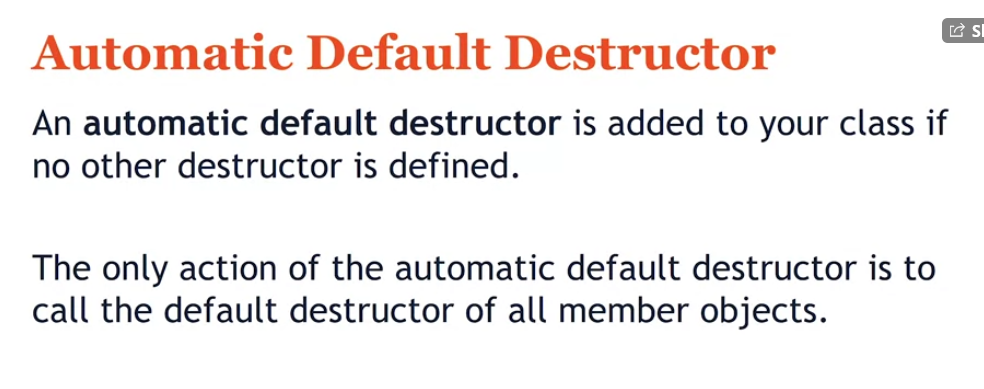 Automatic Default Destructor
An automatic default destructor is added to your class if
no other destructor is defined.
The only action of the automatic default destructor is to
call the default destructor of all member objects.